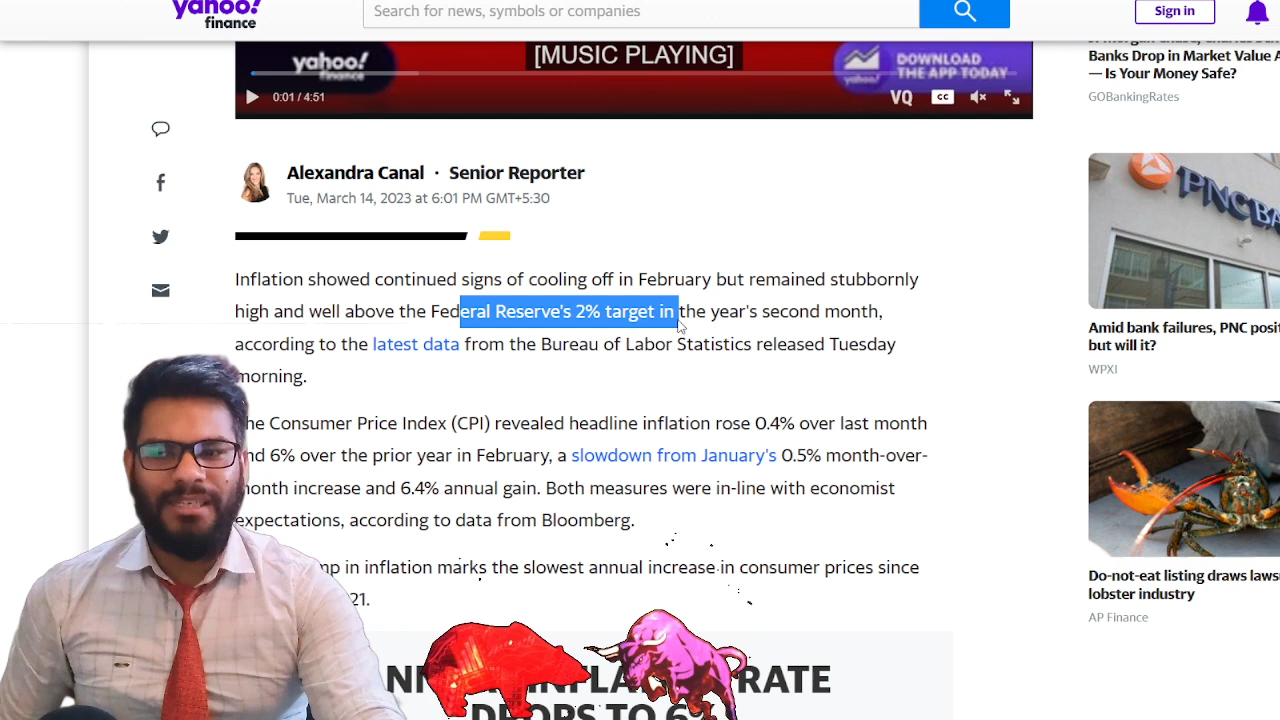 yahoo!
finance
Search for news, symbols or companies
Sign in
[MUSIC PLAYING]
yahoo!
finance
DOWNLOAD
THE APP TODAY
yahoo!
0:01 / 4:51
VQ
CC
Banks Drop in Market Value
— Is Your Money Safe?
GOBankingRates
Alexandra Canal · Senior Reporter
Tue, March 14, 2023 at 6:01 PM GMT+5:30
PNC BA
Inflation showed continued signs of cooling off in February but remained stubbornly
high and well above the Federal Reserve's 2% target in the year's second month,
according to the latest data from the Bureau of Labor Statistics released Tuesday
morning.
Amid bank failures, PNC posi
but will it?
WPXI
he Consumer Price Index (CPI) revealed headline inflation rose 0.4% over last month
nd 6% over the prior year in February, a slowdown from January's 0.5% month-over-
month increase and 6.4% annual gain. Both measures were in-line with economist
expectations, according to data from Bloomberg.
mp in inflation marks the slowest annual increase in consumer prices since
21.
Do-not-eat listing draws laws
lobster industry
AP Finance
RATE
DROPS TO 6%